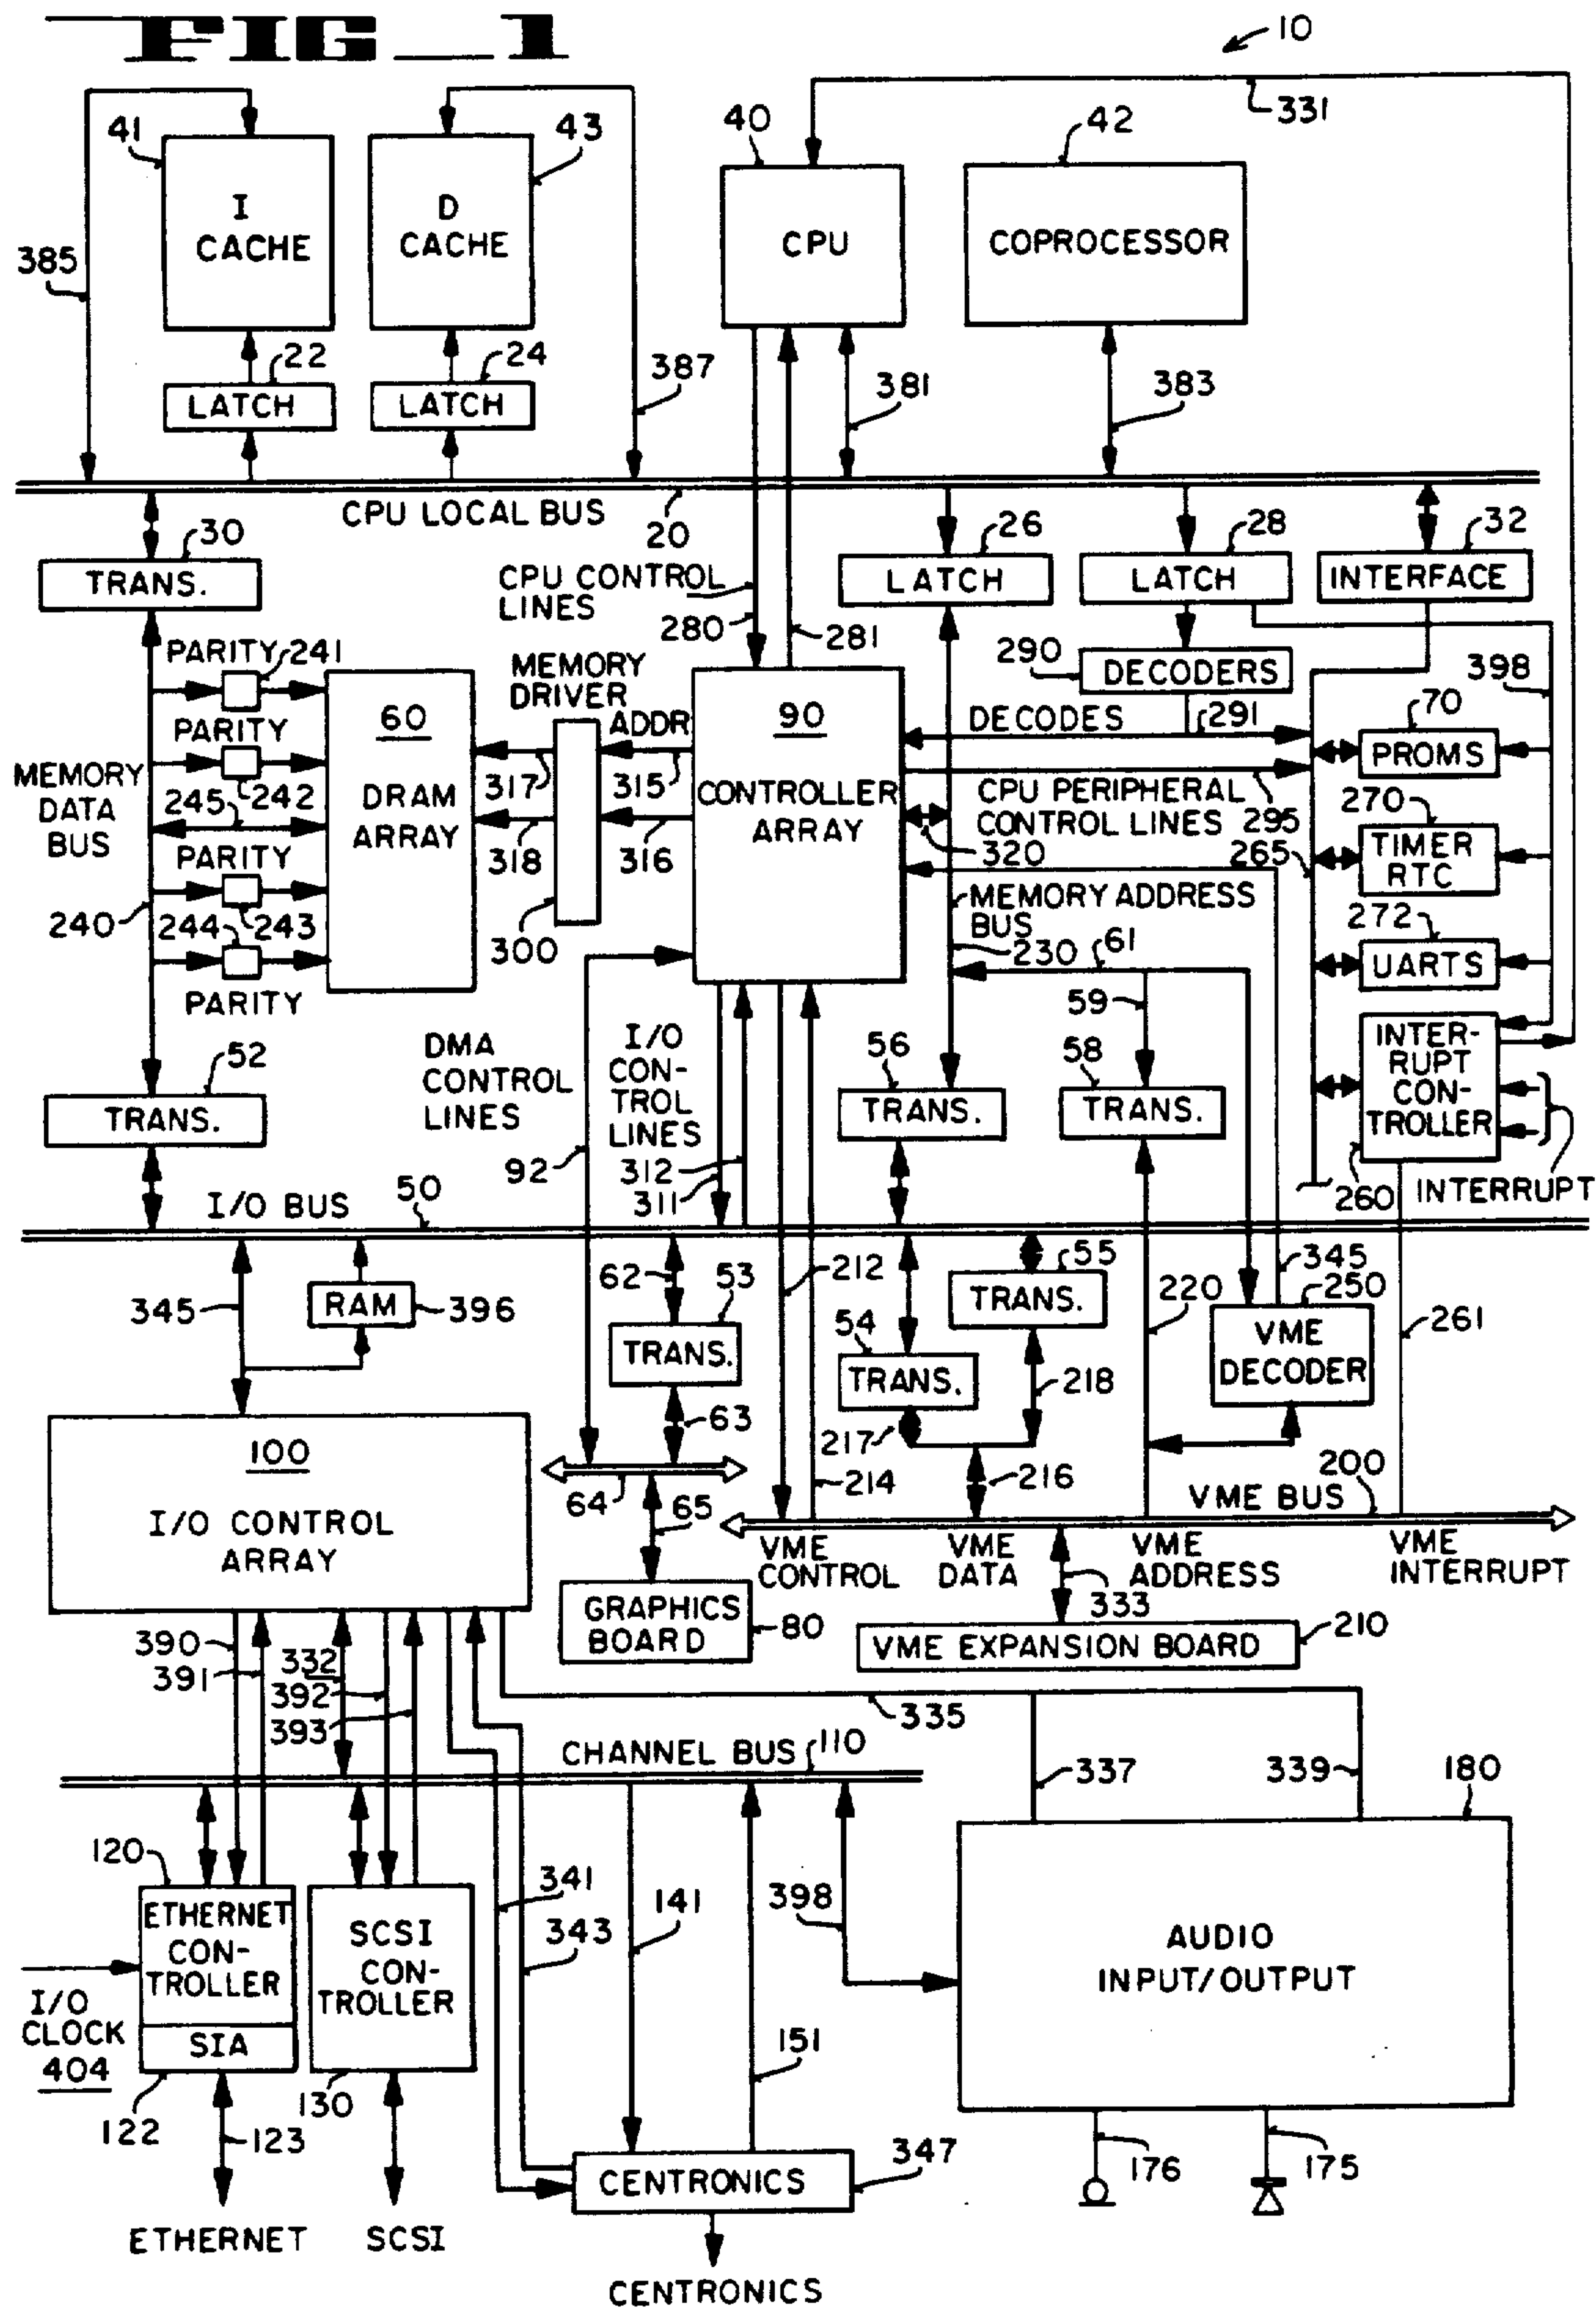 FIG_1
10
331
41
43
40
42
I
CACHE
D
CACHE
CPU
COPROCESSOR
385
22
24
387
381
383
LATCH
LATCH
CPU LOCAL BUS
20
30
26
28
32
TRANS.
CPU CONTROL
LINES
LATCH
LATCH
INTERFACE
280
281
PARITY
241
MEMORY
DRIVER
290
DECODERS
398
60
ADDR
90
DECODES
291
70
PARITY
PROMS
MEMORY
DATA
BUS
245
242
DRAM
ARRAY
317
315
CONTROLLER
ARRAY
CPU PERIPHERAL
CONTROL LINES
295
270
PARITY
318
316
320
265
TIMER
RTC
240
244
243
300
MEMORY ADDRESS
BUS
230
61
272
UARTS
PARITY
59
52
DMA
CONTROL
LINES
I/O
CON-
TROL
LINES
56
58
INTER-
RUPT
CON-
TROLLER
TRANS.
TRANS.
TRANS.
92
312
311
I/O BUS
50
260
INTERRUPT
345
RAM
396
62
53
212
55
220
345
250
261
TRANS.
TRANS.
54
VME
DECODER
TRANS.
218
63
217
100
I/O CONTROL
ARRAY
64
65
214
216
VME BUS
200
VME
CONTROL
VME
DATA
VME
ADDRESS
VME
INTERRUPT
GRAPHICS
BOARD
80
333
VME EXPANSION BOARD
210
390
391
332
392
393
335
CHANNEL BUS
110
337
339
180
120
341
343
141
398
ETHERNET
CON-
TROLLER
SCSI
CON-
TROLLER
AUDIO
INPUT/OUTPUT
I/O
CLOCK
404
SIA
151
122
123
130
176
175
CENTRONICS
347
ETHERNET
SCSI
CENTRONICS